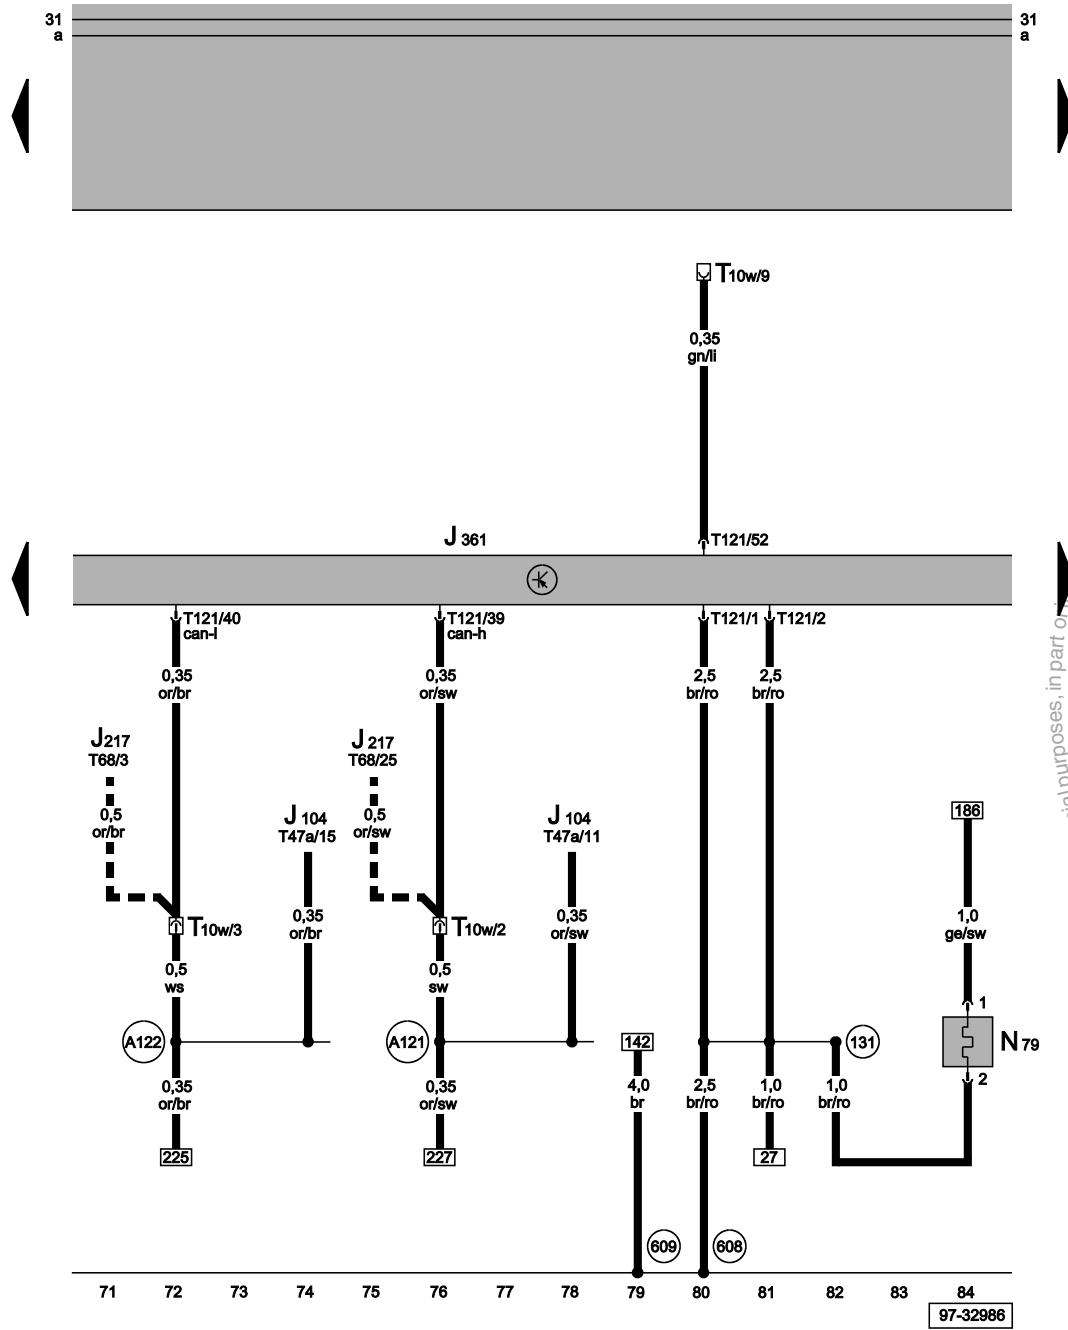 31
31
a
a
T10w/9
0,35
gn/li
J 361
T121/52
T121/40
can-l
T121/39
can-h
T121/1
T121/2
0,35
or/br
0,35
or/sw
2,5
br/ro
2,5
br/ro
J217
T68/3
J217
T68/25
0,5
or/br
J 104
T47a/15
0,5
or/sw
J 104
T47a/11
186
T10w/3
0,35
or/br
T10w/2
0,35
or/sw
1,0
ge/sw
0,5
ws
0,5
sw
1
A122
A121
142
131
N 79
2
0,35
or/br
0,35
or/sw
4,0
br
2,5
br/ro
1,0
br/ro
1,0
br/ro
225
227
27
609
608
71 72 73 74 75 76 77 78 79 80 81 82 83 84
97-32986
purposes, in part or